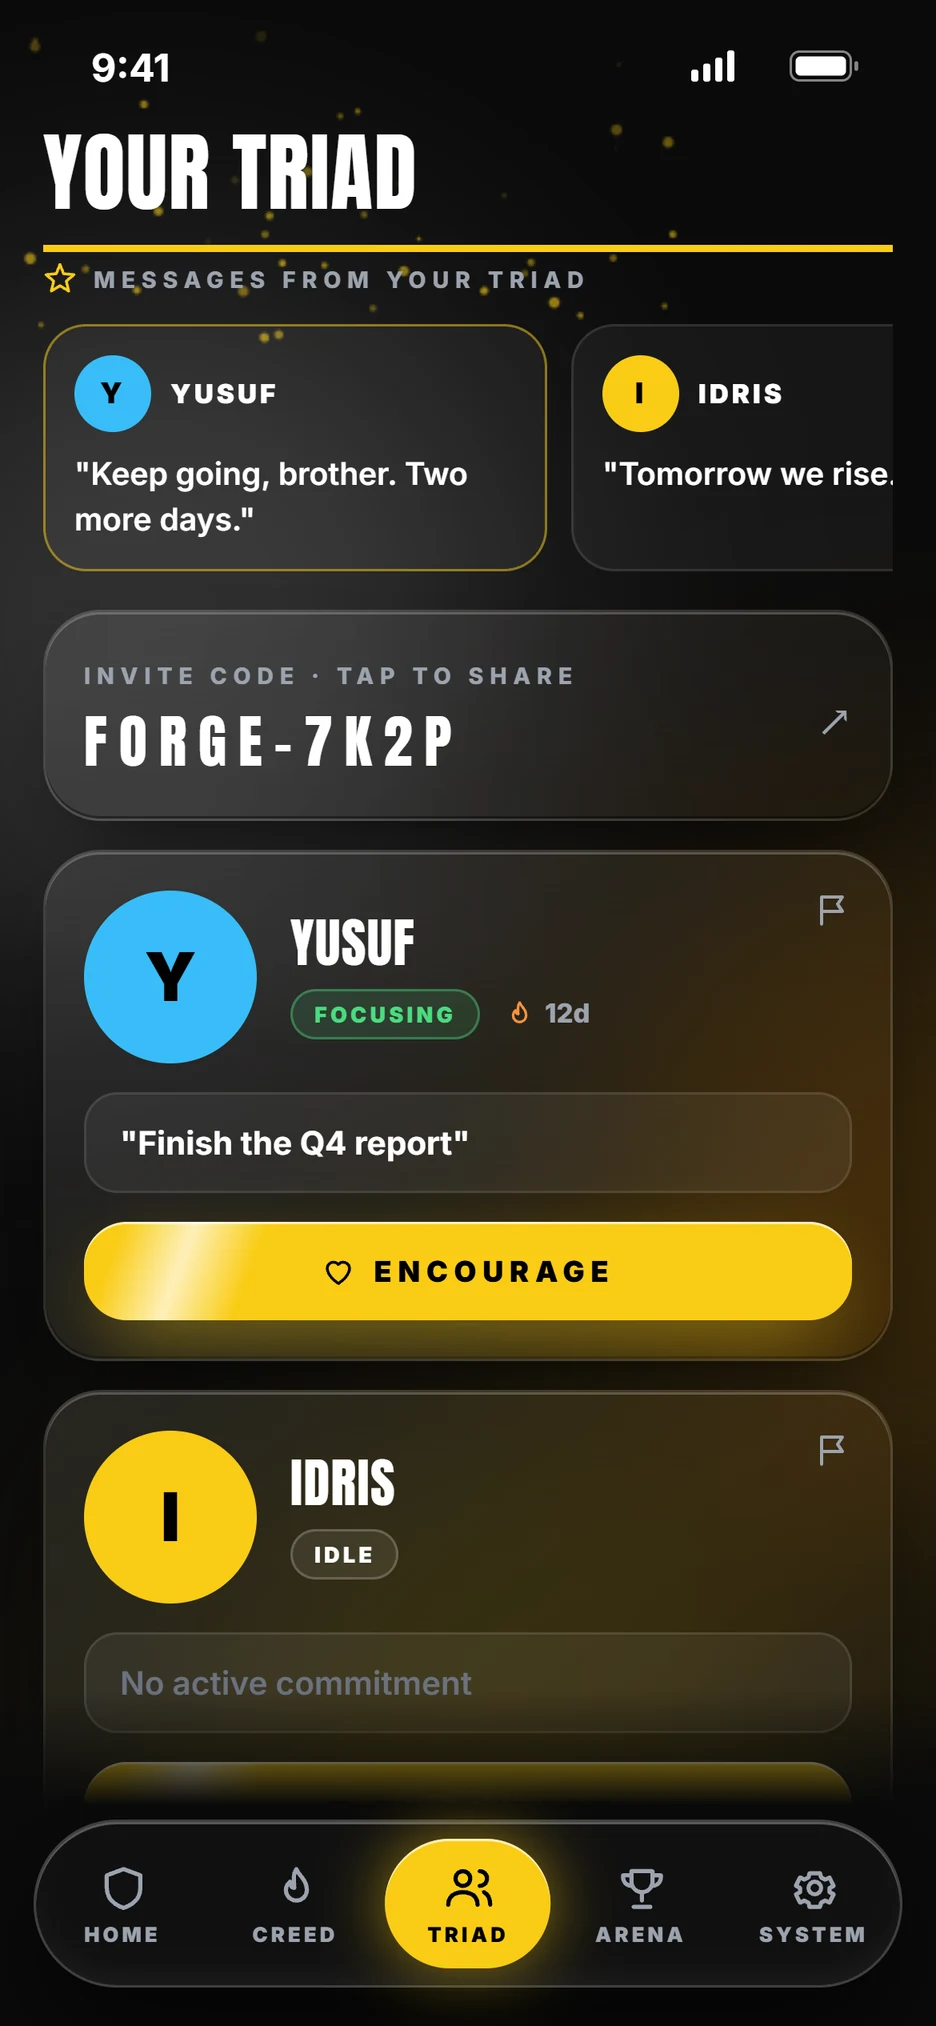 9:41
YOUR TRIAD
MESSAGES FROM YOUR TRIAD
Y YUSUF
"Keep going, brother. Two
more days."
I IDRIS
"Tomorrow we rise.
INVITE CODE · TAP TO SHARE
FORGE-7K2P
Y
YUSUF
FOCUSING 12d
"Finish the Q4 report"
ENCOURAGE
I
IDRIS
IDLE
No active commitment
HOME CREED TRIAD ARENA SYSTEM